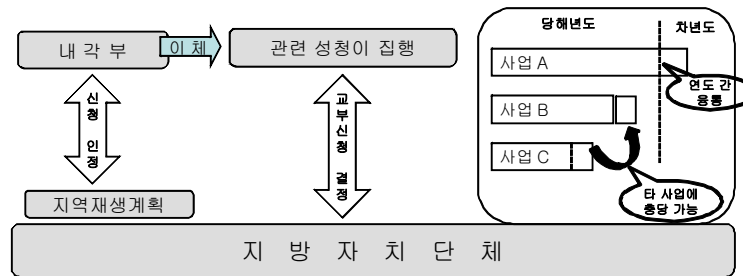 내 각 부
이 체
관련 성청이 집행
신청 인정
교부신청 결정
지역재생계획
지 방 자 치 단 체
당해년도
차년도
사업 A
연도 간
융통
사업 B
사업 C
타 사업에
충당 가능